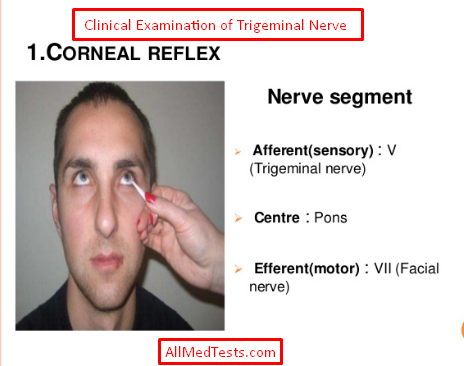 Clinical Examination of Trigeminal Nerve
1.CORNEAL REFLEX
Nerve segment
Afferent(sensory) : V
(Trigeminal nerve)
Centre : Pons
Efferent(motor) : VII (Facial
nerve)
AllMedTests.com